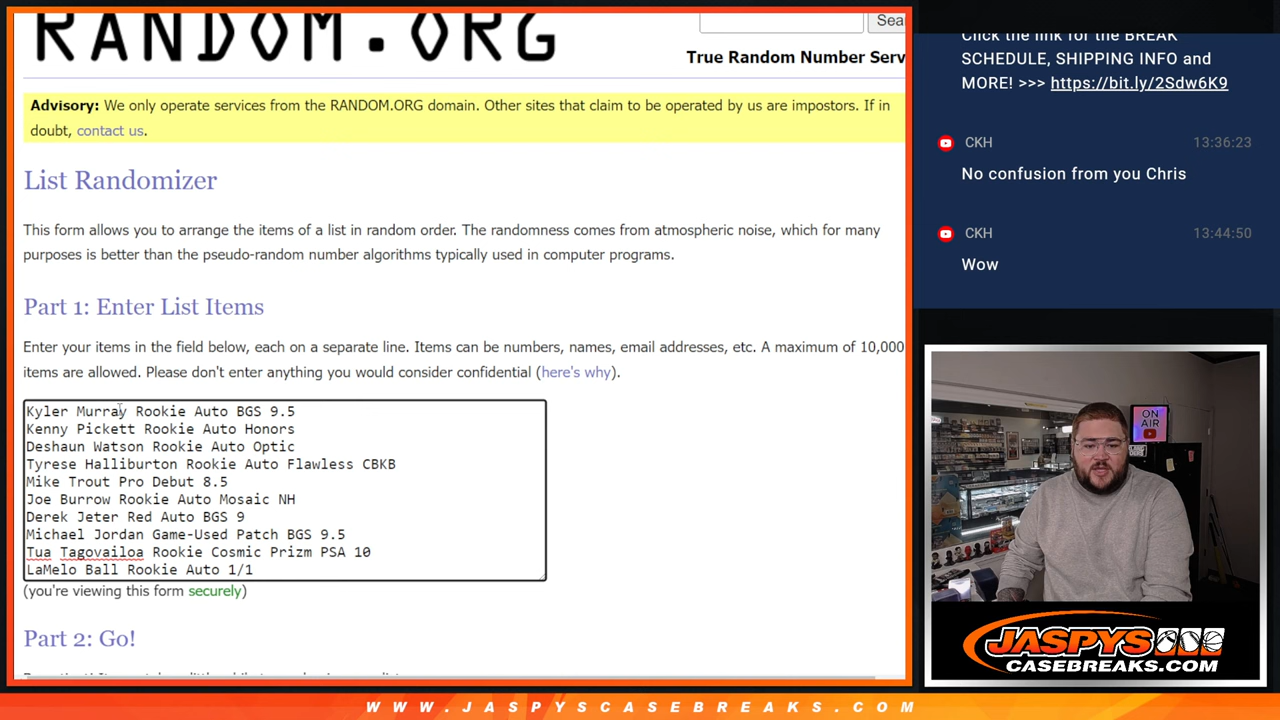 RANDOM.ORG
Sea
True Random Number Serv
Advisory: We only operate services from the RANDOM.ORG domain. Other sites that claim to be operated by us are impostors. If in
doubt, contact us.
List Randomizer
This form allows you to arrange the items of a list in random order. The randomness comes from atmospheric noise, which for many
purposes is better than the pseudo-random number algorithms typically used in computer programs.
Part 1: Enter List Items
Enter your items in the field below, each on a separate line. Items can be numbers, names, email addresses, etc. A maximum of 10,000
items are allowed. Please don't enter anything you would consider confidential (here's why).
Kyler Murray Rookie Auto BGS 9.5
Kenny Pickett Rookie Auto Honors
Deshaun Watson Rookie Auto Optic
Tyrese Halliburton Rookie Auto Flawless CBKB
Mike Trout Pro Debut 8.5
Joe Burrow Rookie Auto Mosaic NH
Derek Jeter Red Auto BGS 9
Michael Jordan Game-Used Patch BGS 9.5
Tua Tagovailoa Rookie Cosmic Prizm PSA 10
LaMelo Ball Rookie Auto 1/1
(you're viewing this form securely)
Part 2: Go!
Click the link for the BREAK
SCHEDULE, SHIPPING INFO and
MORE! >>> https://bit.ly/2Sdw6K9
CKH 13:36:23
No confusion from you Chris
CKH 13:44:50
Wow
ON
AIR
JASPYS
CASEBREAKS.COM
WWW.JASPYSCASEBREAKS.COM